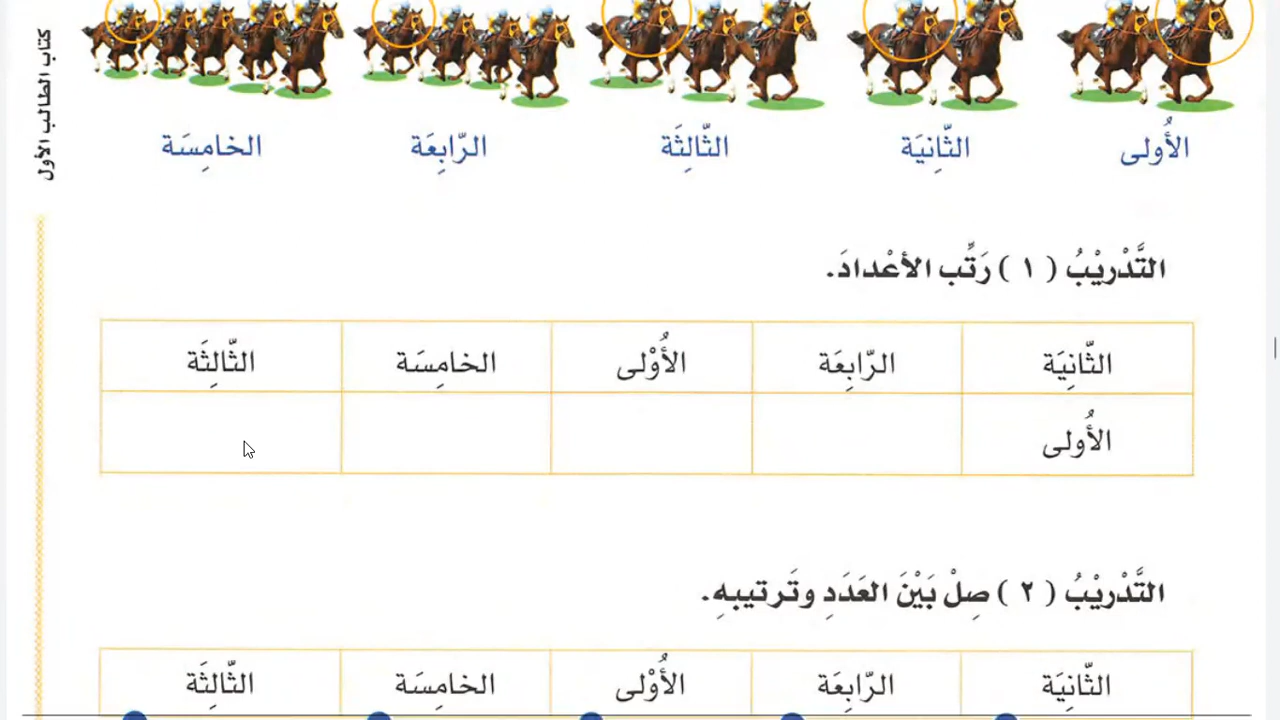 كتاب الطالب الأول
الأُولى الثّانِيَة الثّالِثَة الرّابِعَة الخامِسَة
التَّدْرِيْبُ ( ١ ) رَتِّب الأعْدادَ.
الثّانِيَة الرّابِعَة الأُوْلى الخامِسَة الثّالِثَة
الأُولى
التَّدْرِيْبُ ( ٢ ) صِلْ بَيْنَ العَدَدِ وتَرتيبهِ.
الثّانِيَة الرّابِعَة الأُوْلى الخامِسَة الثّالِثَة